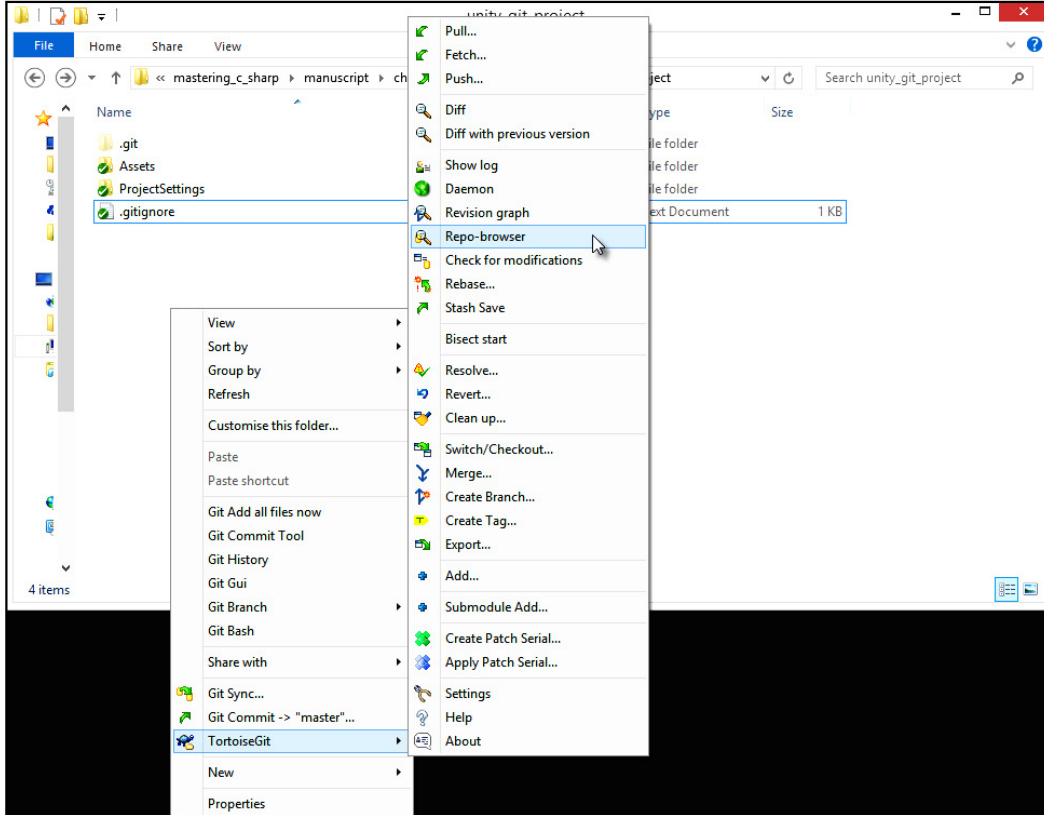 unity_git_project
File Home Share View
« mastering_c_sharp manuscript ch ject Search unity_git_project
Name ype Size
.git ile folder
Assets ile folder
ProjectSettings ile folder
.gitignore ext Document 1 KB
4 items
View
Sort by
Group by
Refresh
Customise this folder...
Paste
Paste shortcut
Git Add all files now
Git Commit Tool
Git History
Git Gui
Git Branch
Git Bash
Share with
Git Sync...
Git Commit -> "master"...
TortoiseGit
New
Properties
Pull...
Fetch...
Push...
Diff
Diff with previous version
Show log
Daemon
Revision graph
Repo-browser
Check for modifications
Rebase...
Stash Save
Bisect start
Resolve...
Revert...
Clean up...
Switch/Checkout...
Merge...
Create Branch...
Create Tag...
Export...
Add...
Submodule Add...
Create Patch Serial...
Apply Patch Serial...
Settings
Help
About